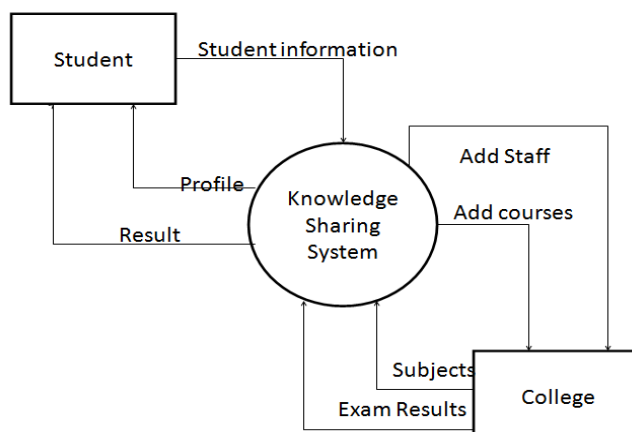 Student
Student information
Add Staff
Profile
Knowledge
Sharing
System
Add courses
Result
Subjects
College
Exam Results